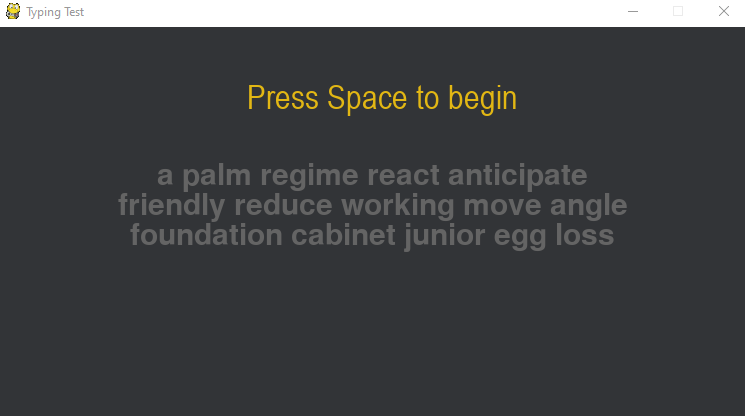 Typing Test
Press Space to begin
a palm regime react anticipate
friendly reduce working move angle
foundation cabinet junior egg loss